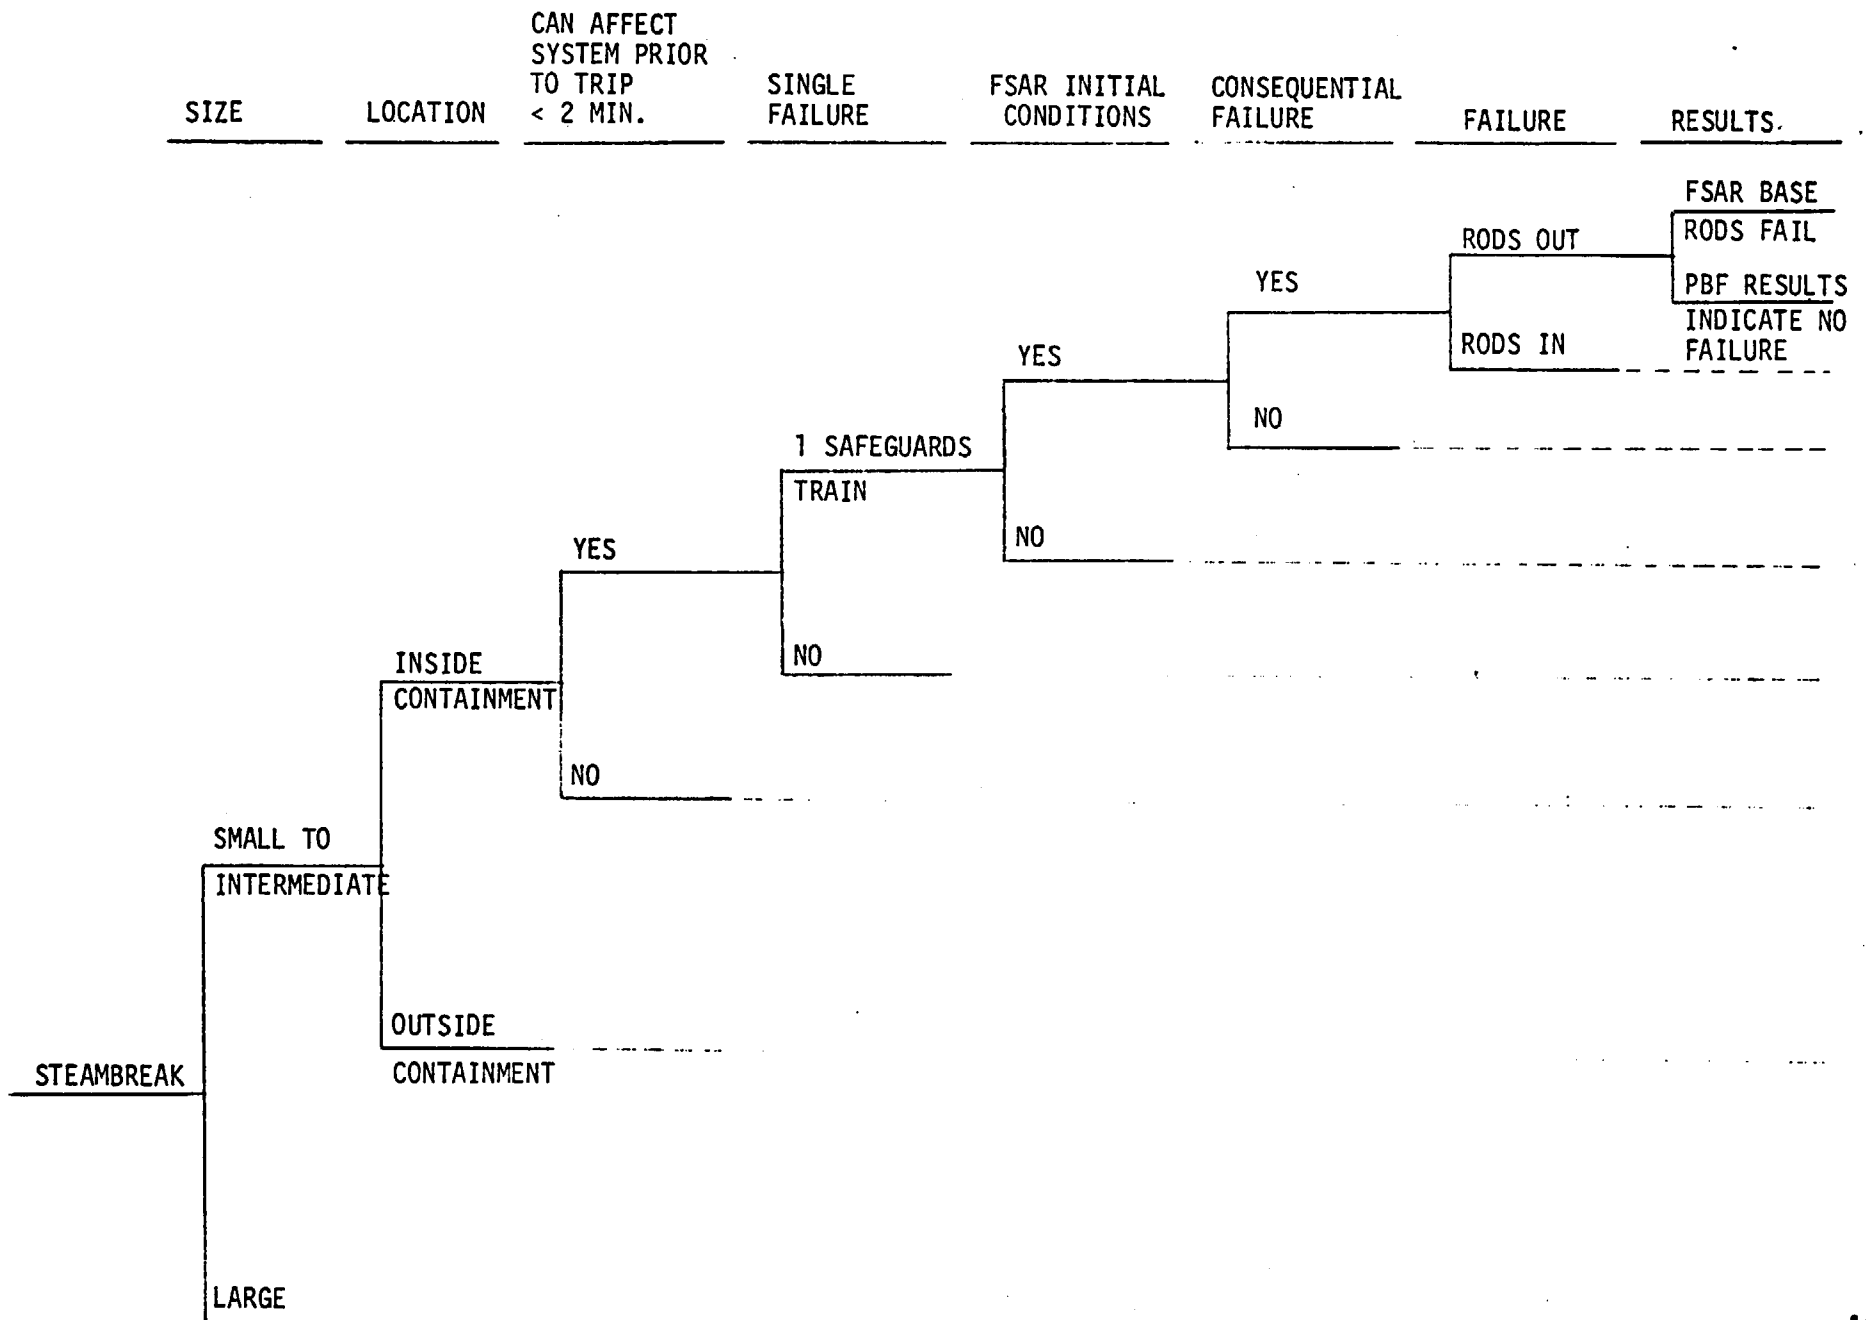 CAN AFFECT
SYSTEM PRIOR
TO TRIP
< 2 MIN.
SIZE
LOCATION
SINGLE
FAILURE
FSAR INITIAL
CONDITIONS
CONSEQUENTIAL
FAILURE
FAILURE
RESULTS.
FSAR BASE
RODS FAIL
RODS OUT
PBF RESULTS
INDICATE NO
FAILURE
YES
RODS IN
YES
NO
1 SAFEGUARDS
TRAIN
NO
YES
NO
INSIDE
CONTAINMENT
NO
SMALL TO
INTERMEDIATE
OUTSIDE
CONTAINMENT
STEAMBREAK
LARGE